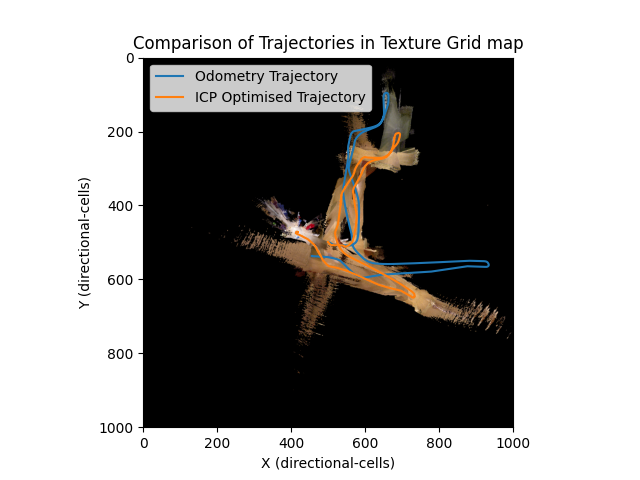 Comparison of Trajectories in Texture Grid map
Odometry Trajectory
ICP Optimised Trajectory
0
200
400
600
800
1000
Y (directional-cells)
0 200 400 600 800 1000
X (directional-cells)